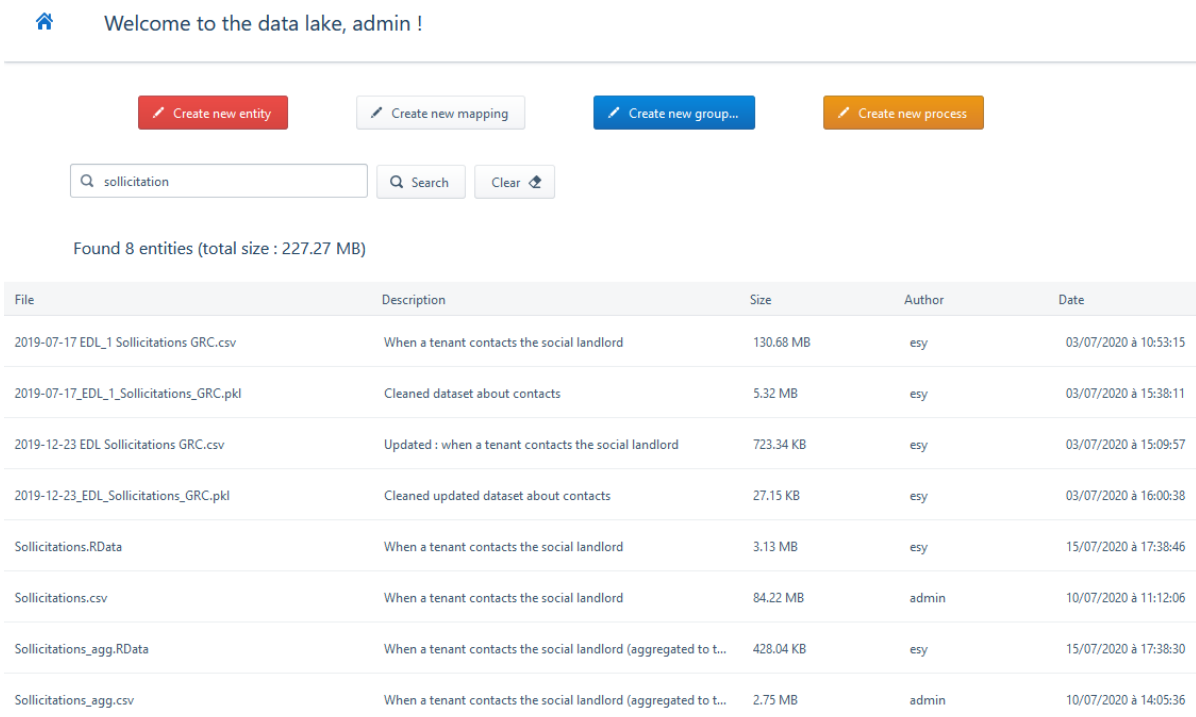 Welcome to the data lake, admin !
Create new entity Create new mapping Create new group... Create new process
sollicitation Search Clear
Found 8 entities (total size : 227.27 MB)
File Description Size Author Date
2019-07-17 EDL_1 Sollicitations GRC.csv When a tenant contacts the social landlord 130.68 MB esy 03/07/2020 à 10:53:15
2019-07-17_EDL_1_Sollicitations_GRC.pkl Cleaned dataset about contacts 5.32 MB esy 03/07/2020 à 15:38:11
2019-12-23 EDL Sollicitations GRC.csv Updated : when a tenant contacts the social landlord 723.34 KB esy 03/07/2020 à 15:09:57
2019-12-23_EDL_Sollicitations_GRC.pkl Cleaned updated dataset about contacts 27.15 KB esy 03/07/2020 à 16:00:38
Sollicitations.RData When a tenant contacts the social landlord 3.13 MB esy 15/07/2020 à 17:38:46
Sollicitations.csv When a tenant contacts the social landlord 84.22 MB admin 10/07/2020 à 11:12:06
Sollicitations_agg.RData When a tenant contacts the social landlord (aggregated to t... 428.04 KB esy 15/07/2020 à 17:38:30
Sollicitations_agg.csv When a tenant contacts the social landlord (aggregated to t... 2.75 MB admin 10/07/2020 à 14:05:36